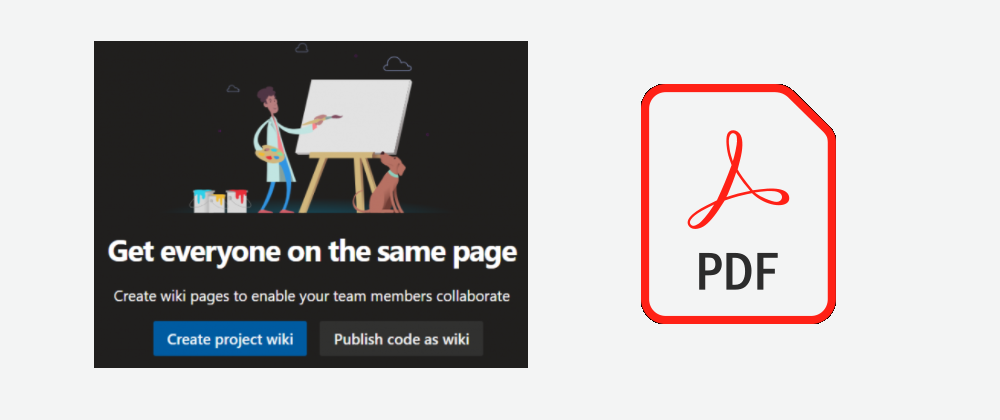 Get everyone on the same page
Create wiki pages to enable your team members collaborate
Create project wiki
Publish code as wiki
PDF